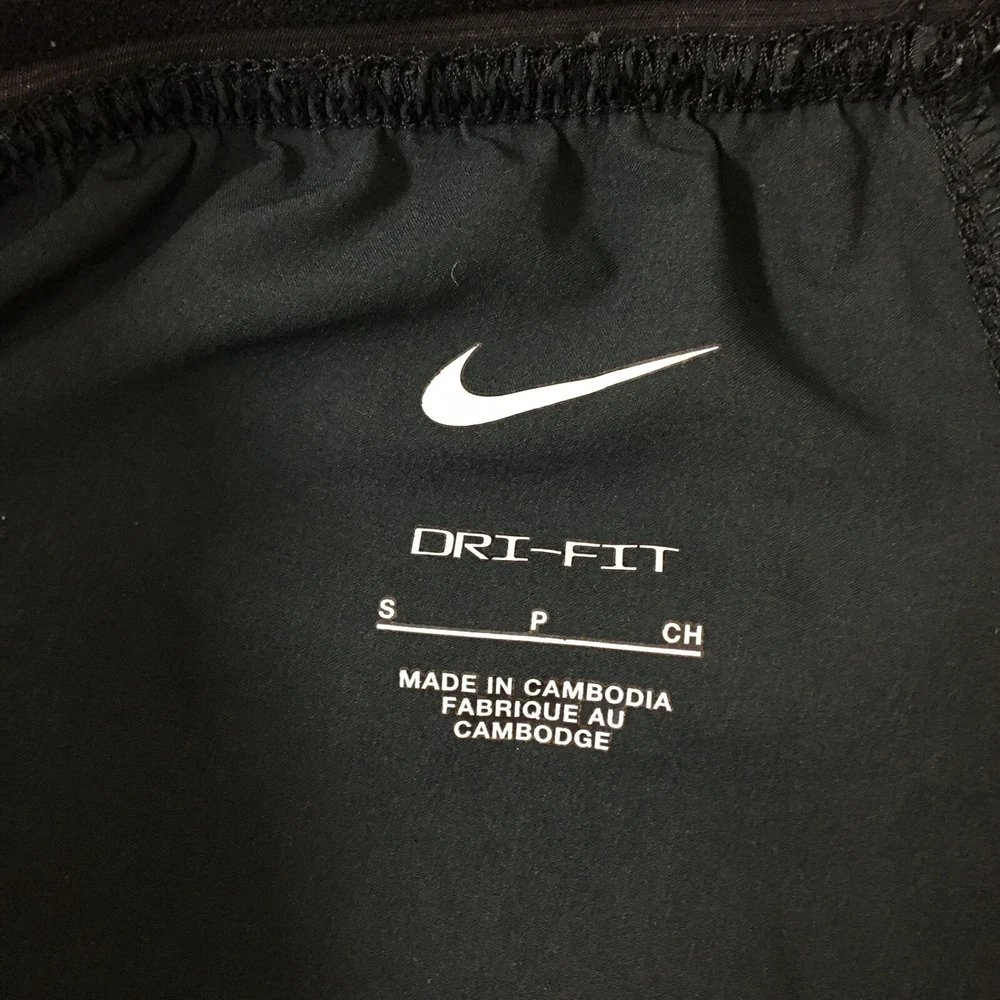 DRI-FIT
S P CH
MADE IN CAMBODIA
FABRIQUE AU
CAMBODGE